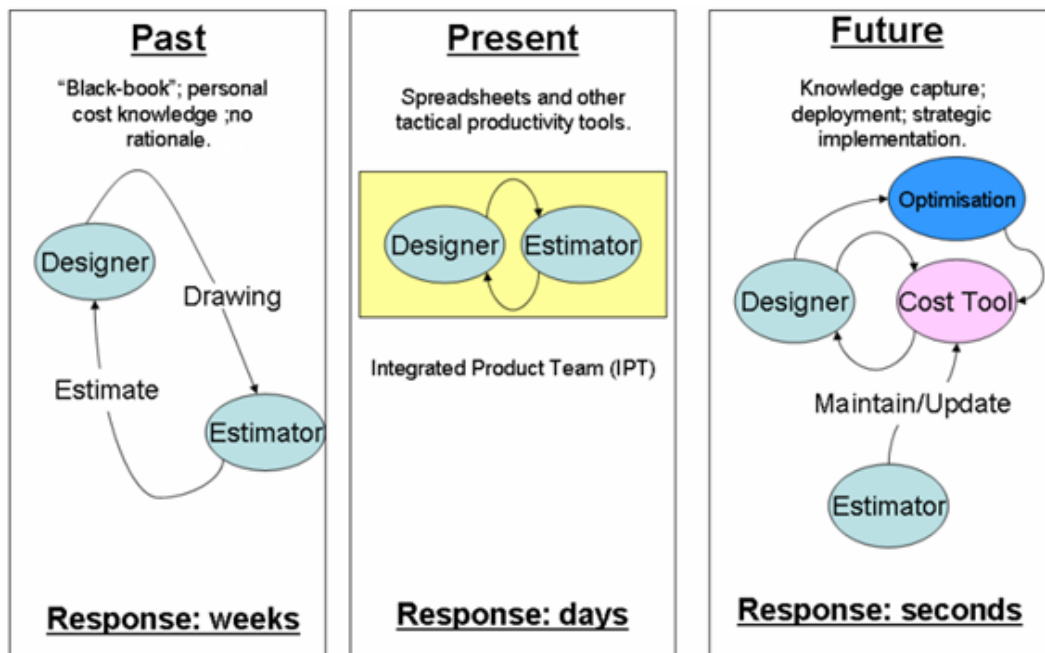 Past
“Black-book”; personal
cost knowledge ;no
rationale.
Designer
Drawing
Estimate
Estimator
Response: weeks
Present
Spreadsheets and other
tactical productivity tools.
Designer
Estimator
Integrated Product Team (IPT)
Response: days
Future
Knowledge capture;
deployment; strategic
implementation.
Optimisation
Designer
Cost Tool
Maintain/Update
Estimator
Response: seconds